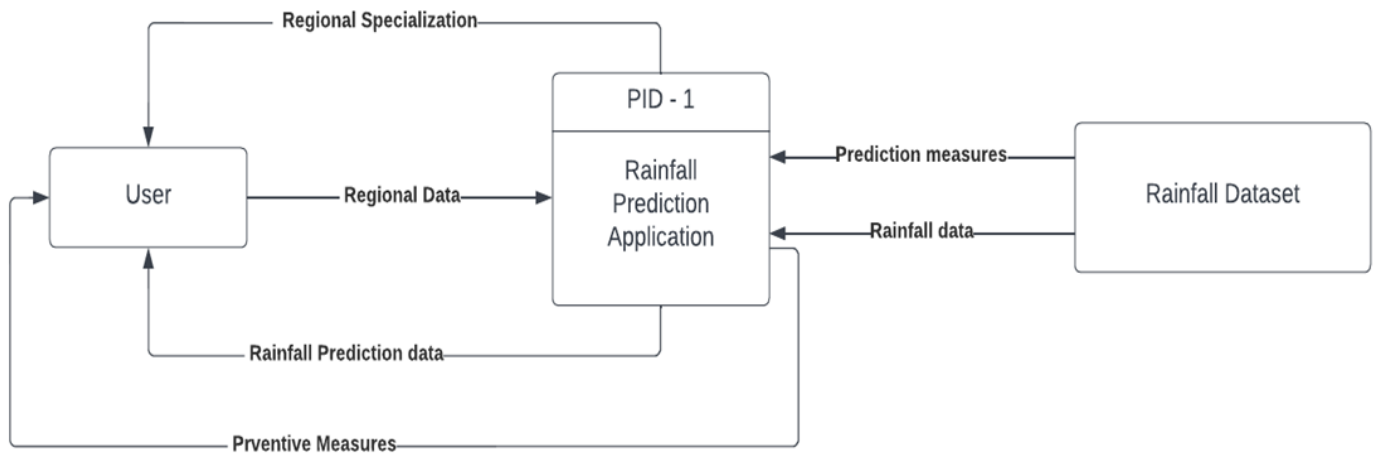 Regional Specialization
PID - 1
Rainfall
Prediction
Application
User
Regional Data
Prediction measures
Rainfall data
Rainfall Dataset
Rainfall Prediction data
Prventive Measures